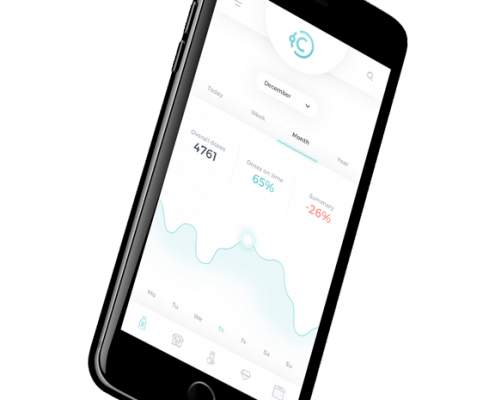 C
December
Today
Week
Month
Year
Overall doses
4761
Doses on time
65%
Summary
-26%
Mo
Tu
We
Th
Fr
Sa
Su